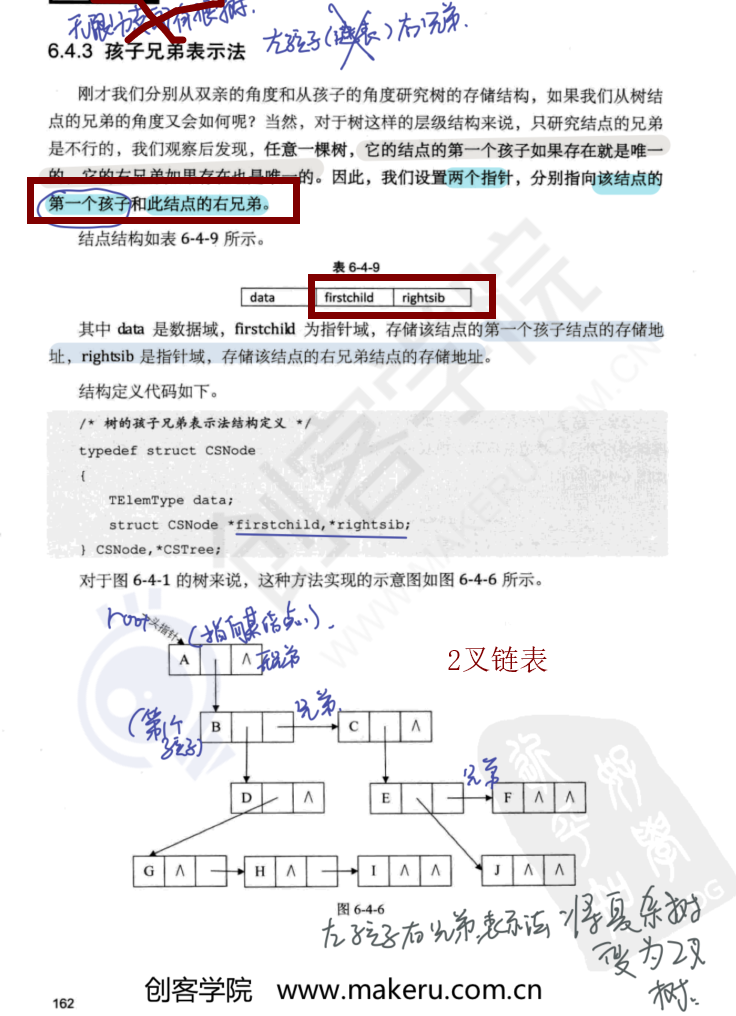 左孩子(链表)右兄弟.
6.4.3 孩子兄弟表示法
刚才我们分别从双亲的角度和从孩子的角度研究树的存储结构，如果我们从树结
点的兄弟的角度又会如何呢？当然，对于树这样的层级结构来说，只研究结点的兄弟
是不行的，我们观察后发现，任意一棵树，它的结点的第一个孩子如果存在就是唯一
的，它的右兄弟如果存在也是唯一的。因此，我们设置两个指针，分别指向该结点的
第一个孩子和此结点的右兄弟。
结点结构如表 6-4-9 所示。
表 6-4-9
data firstchild rightsib
其中 data 是数据域，firstchild 为指针域，存储该结点的第一个孩子结点的存储地
址，rightsib 是指针域，存储该结点的右兄弟结点的存储地址。
结构定义代码如下。
/* 树的孩子兄弟表示法结构定义 */
typedef struct CSNode
{
TElemType data;
struct CSNode *firstchild,*rightsib;
} CSNode,*CSTree;
对于图 6-4-1 的树来说，这种方法实现的示意图如图 6-4-6 所示。
root 头指针
A ∧
2叉链表
兄弟
B C ∧
(第1个
孩子)
兄弟
D ∧ E F ∧ ∧
G ∧ H ∧ I ∧ ∧ J ∧ ∧
图 6-4-6
左孩子右兄弟表示法 将复杂树
变为2叉
树.
创客学院 www.makeru.com.cn
162
创客学院
WWW.MAKERU.COM.CN